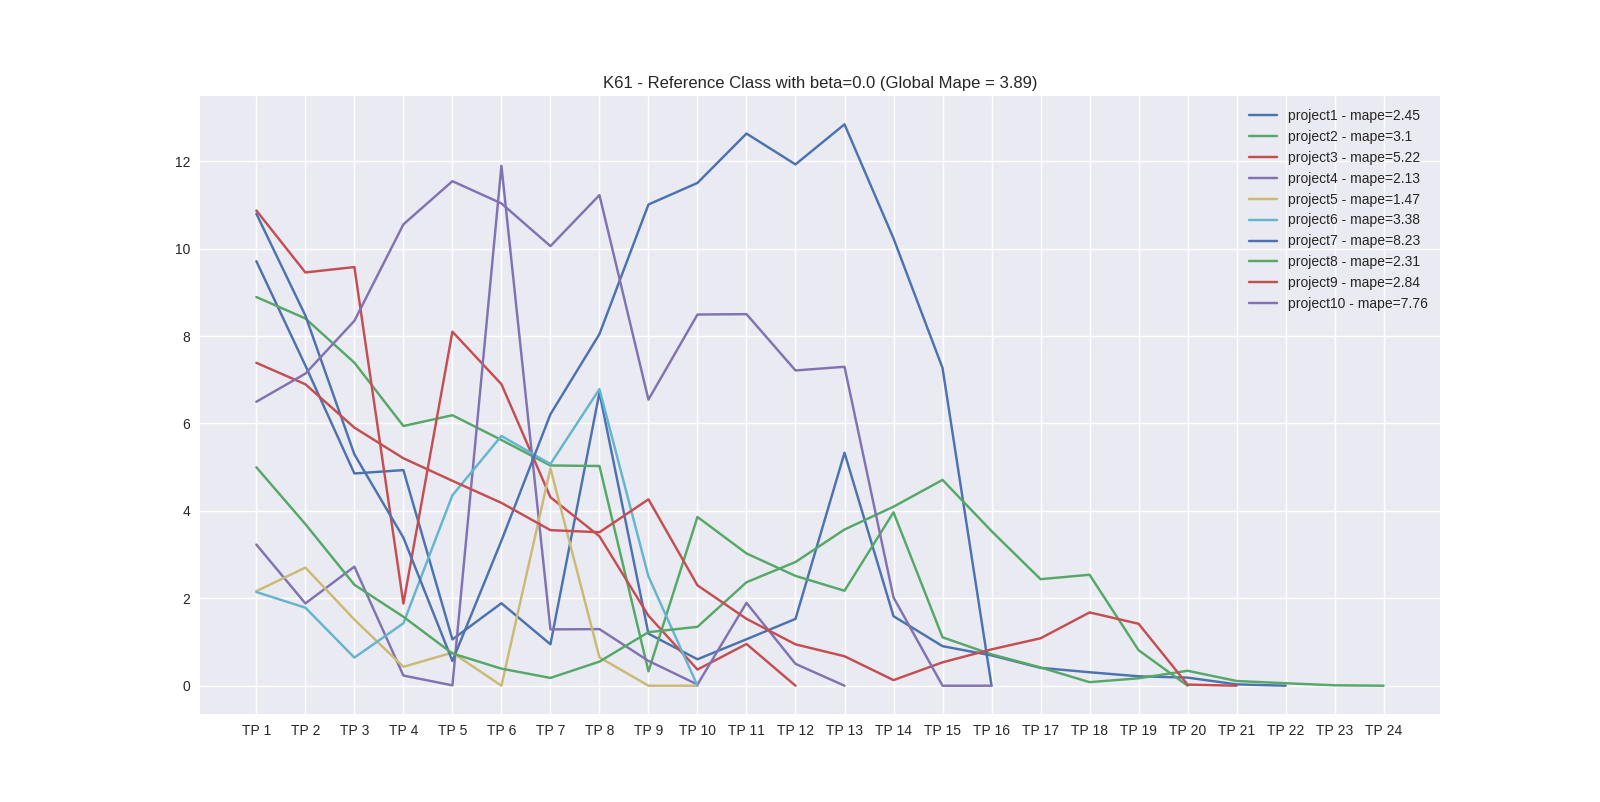 K61 - Reference Class with beta=0.0 (Global Mape = 3.89)
project1 - mape=2.45
project2 - mape=3.1
project3 - mape=5.22
project4 - mape=2.13
project5 - mape=1.47
project6 - mape=3.38
project7 - mape=8.23
project8 - mape=2.31
project9 - mape=2.84
project10 - mape=7.76
12
10
8
6
4
2
0
TP 1 TP 2 TP 3 TP 4 TP 5 TP 6 TP 7 TP 8 TP 9 TP 10 TP 11 TP 12 TP 13 TP 14 TP 15 TP 16 TP 17 TP 18 TP 19 TP 20 TP 21 TP 22 TP 23 TP 24